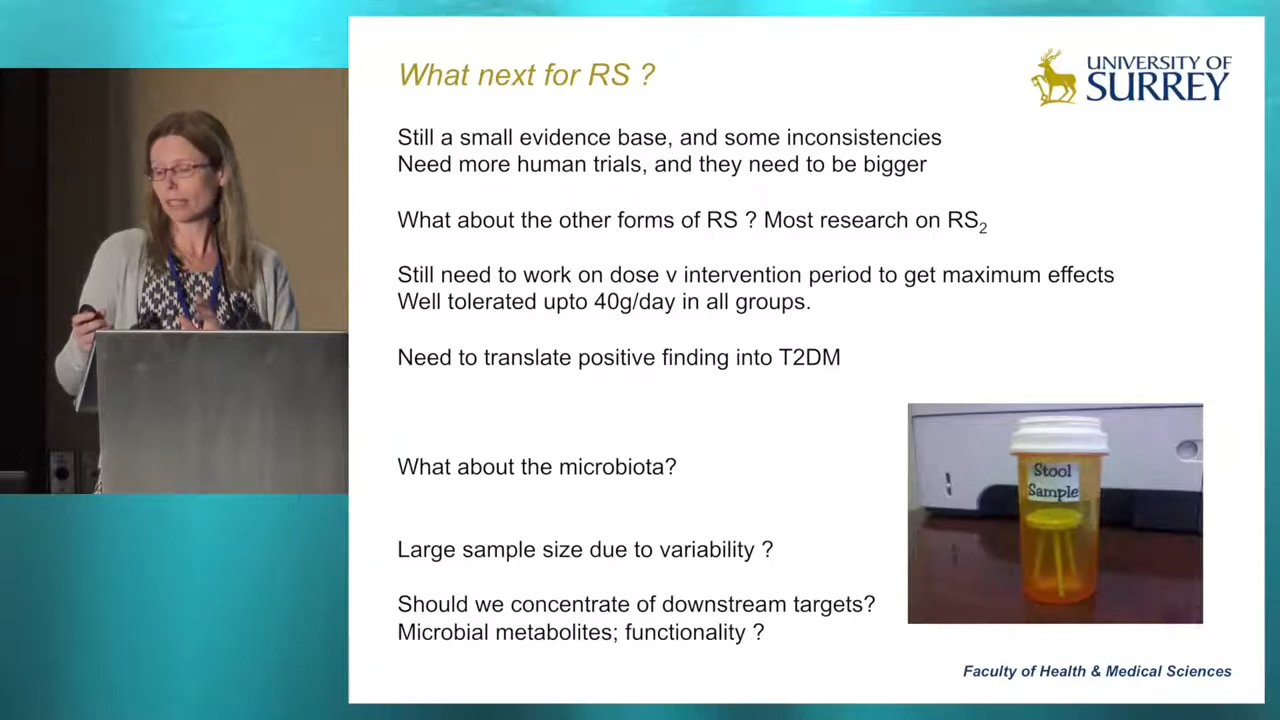 What next for RS ?
UNIVERSITY OF
SURREY
Still a small evidence base, and some inconsistencies
Need more human trials, and they need to be bigger
What about the other forms of RS ? Most research on RS2
Still need to work on dose v intervention period to get maximum effects
Well tolerated upto 40g/day in all groups.
Need to translate positive finding into T2DM
What about the microbiota?
Stool
Sample
Large sample size due to variability ?
Should we concentrate of downstream targets?
Microbial metabolites; functionality ?
Faculty of Health & Medical Sciences